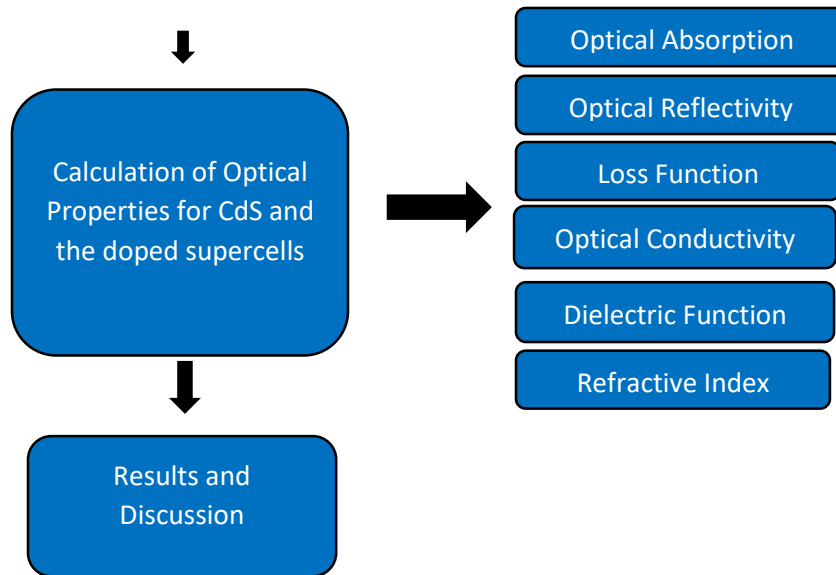 Calculation of Optical
Properties for CdS and
the doped supercells
Optical Absorption
Optical Reflectivity
Loss Function
Optical Conductivity
Dielectric Function
Refractive Index
Results and
Discussion